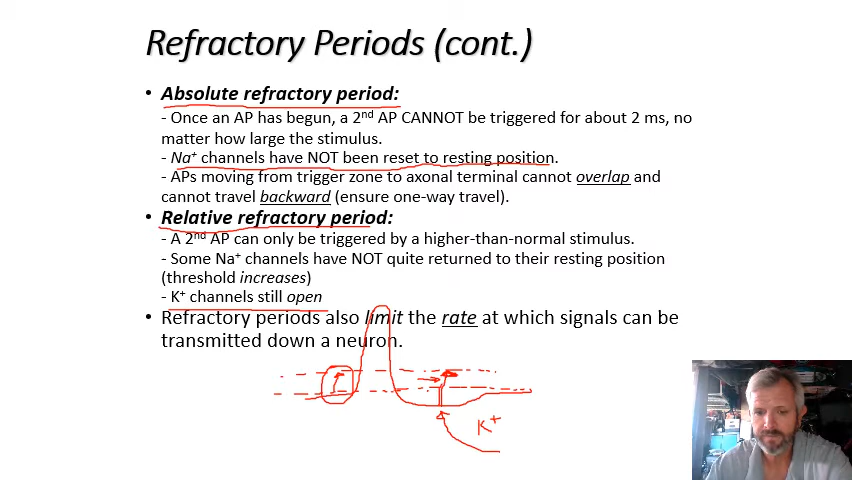 Refractory Periods (cont.)
• Absolute refractory period:
- Once an AP has begun, a 2nd AP CANNOT be triggered for about 2 ms, no
matter how large the stimulus.
- Na+ channels have NOT been reset to resting position.
- APs moving from trigger zone to axonal terminal cannot overlap and
cannot travel backward (ensure one-way travel).
• Relative refractory period:
- A 2nd AP can only be triggered by a higher-than-normal stimulus.
- Some Na+ channels have NOT quite returned to their resting position
(threshold increases)
- K+ channels still open
• Refractory periods also limit the rate at which signals can be
transmitted down a neuron.
K+